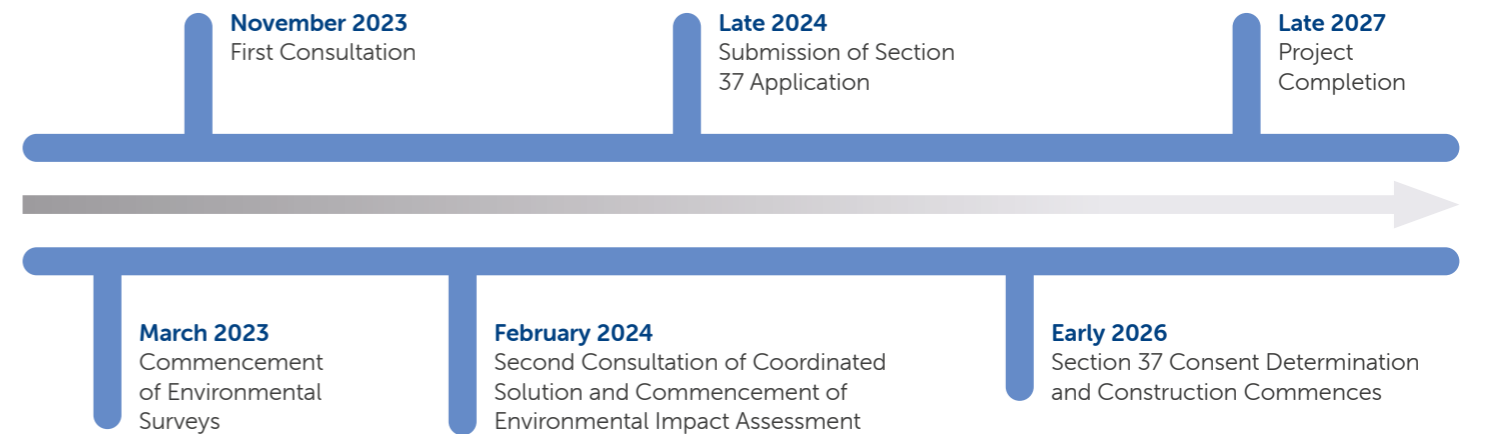 November 2023
First Consultation
Late 2024
Submission of Section
37 Application
Late 2027
Project
Completion
March 2023
Commencement
of Environmental
Surveys
February 2024
Second Consultation of Coordinated
Solution and Commencement of
Environmental Impact Assessment
Early 2026
Section 37 Consent Determination
and Construction Commences